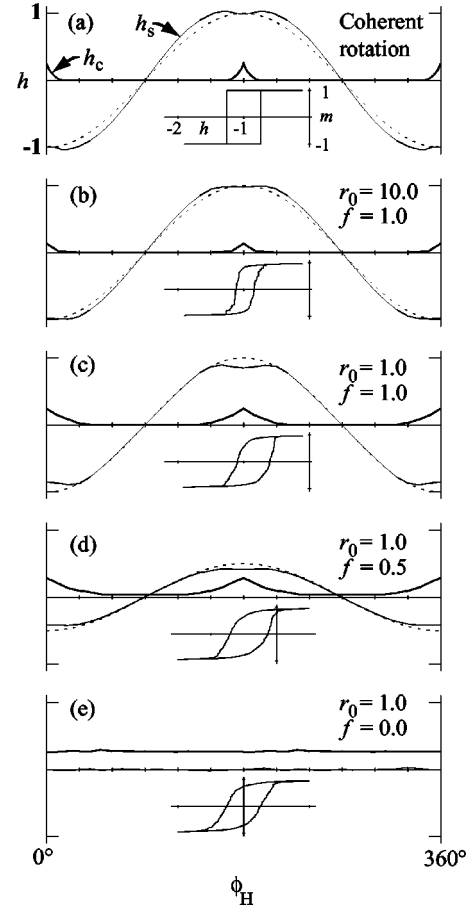 1
(a)
h_s
Coherent
rotation
h_c
h
1
-2
h
-1
m
-1
-1
(b)
r_0 = 10.0
f = 1.0
(c)
r_0 = 1.0
f = 1.0
(d)
r_0 = 1.0
f = 0.5
(e)
r_0 = 1.0
f = 0.0
0°
360°
ϕ_H